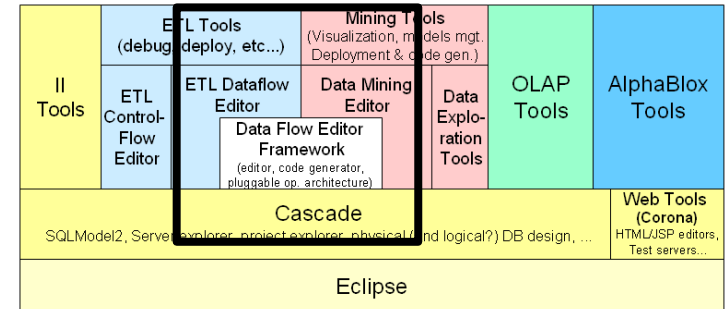 ETL Tools
(debug, deploy, etc...)
Mining Tools
(Visualization, models mgt.
Deployment & code gen.)
II
Tools
ETL
Control-
Flow
Editor
ETL Dataflow
Editor
Data Mining
Editor
Data
Explo-
ration
Tools
OLAP
Tools
AlphaBlox
Tools
Data Flow Editor
Framework
(editor, code generator,
pluggable op. architecture)
Cascade
SQLModel2, Server explorer, project explorer, physical (and logical?) DB design, ...
Web Tools
(Corona)
HTML/JSP editors,
Test servers...
Eclipse